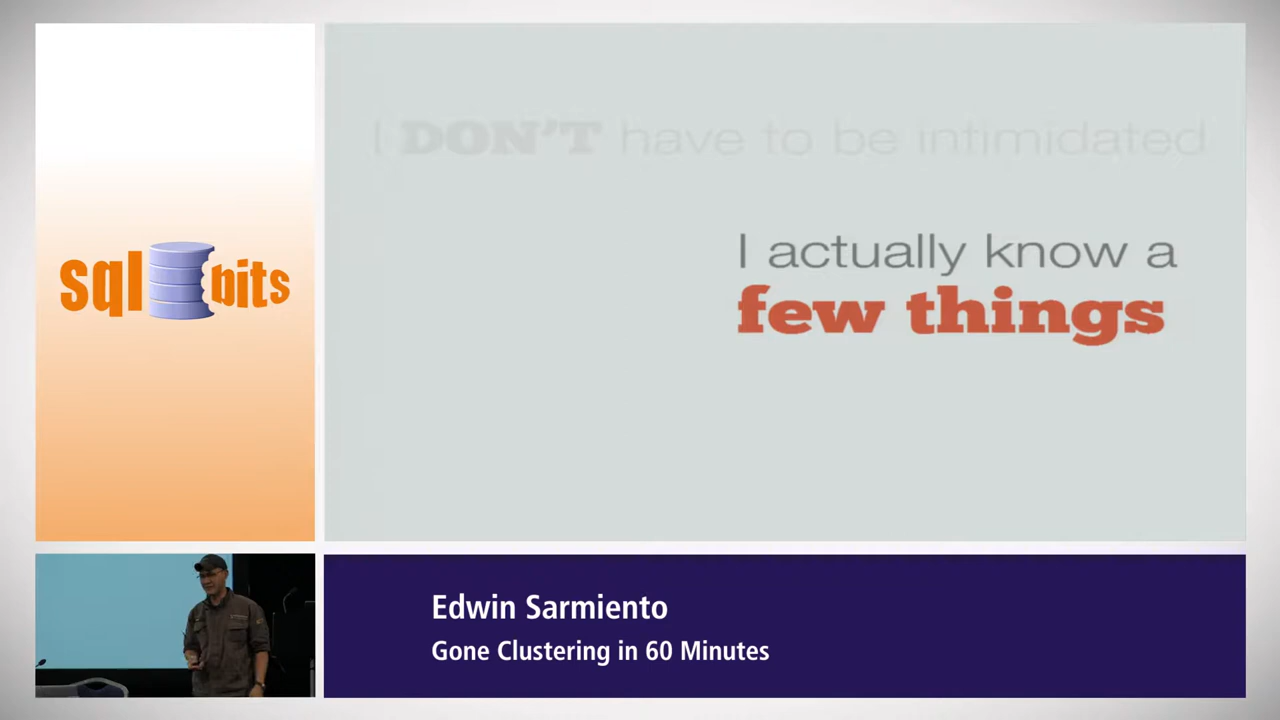 I DON'T have to be intimidated
I actually know a
few things
sql bits
Edwin Sarmiento
Gone Clustering in 60 Minutes